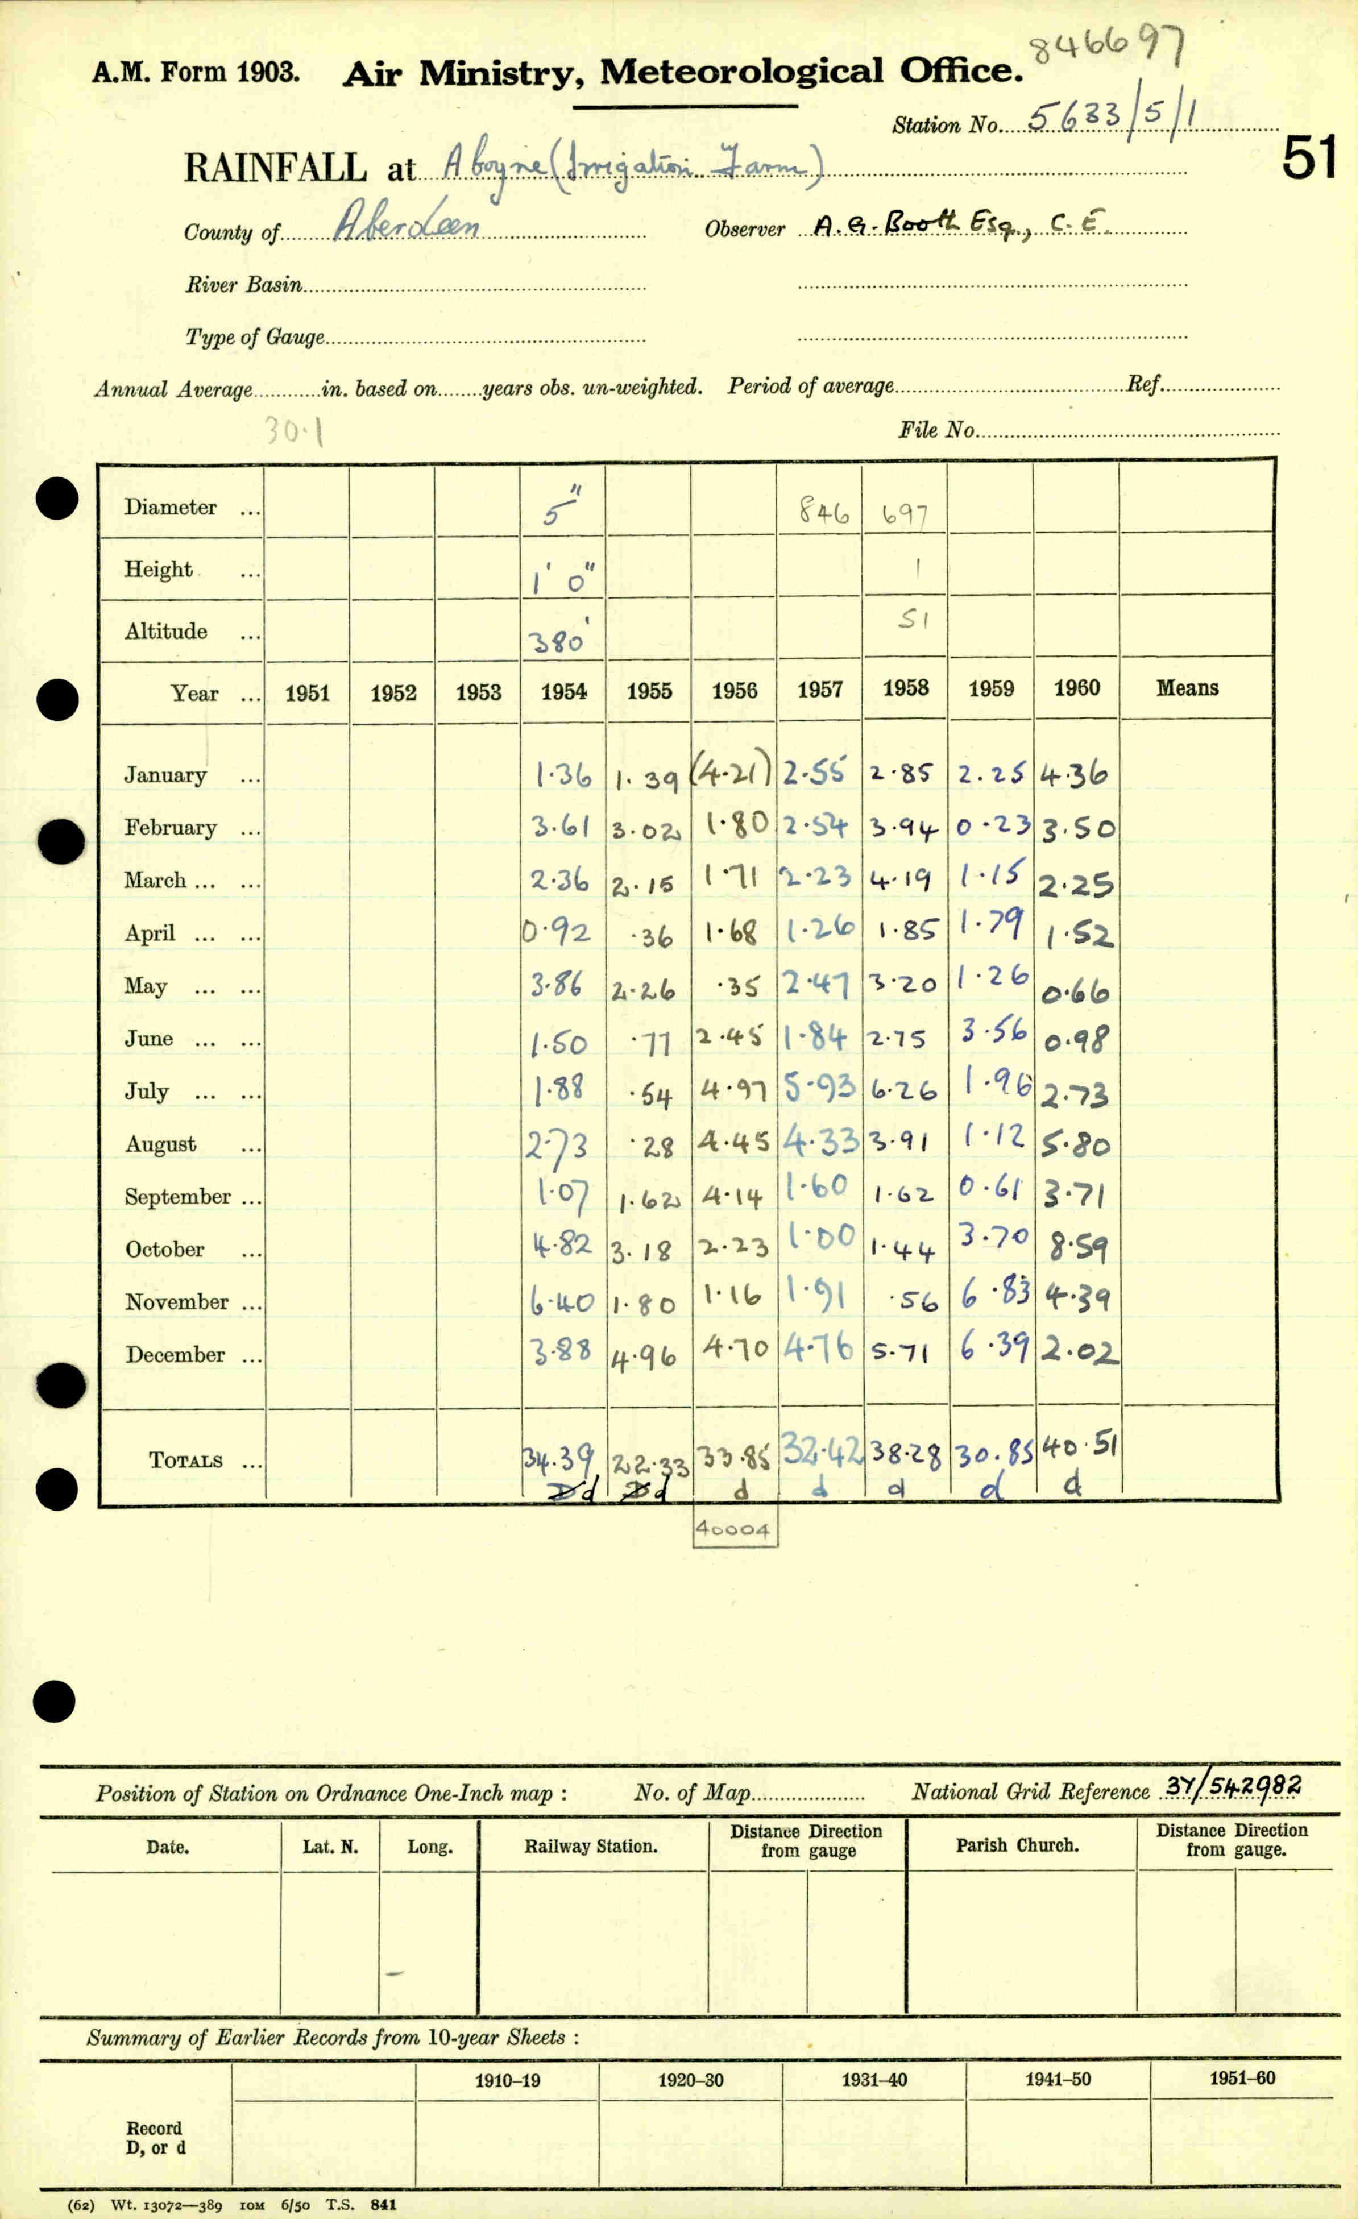 846697
A.M. Form 1903. Air Ministry, Meteorological Office.
Station No. 5633/5/1
51
RAINFALL at Aboyne (Irrigation Farm)
County of Aberdeen Observer A. G. Booth Esq., C. E.
River Basin
Type of Gauge
Annual Average in. based on years obs. un-weighted. Period of average Ref.
30.1
File No.
Diameter ... 5" 846 697
Height ... 1' 0" 1
Altitude ... 380' 51
Year ... 1951 1952 1953 1954 1955 1956 1957 1958 1959 1960 Means
January ... 1.36 1.39 (4.21) 2.55 2.85 2.25 4.36
February ... 3.61 3.02 1.80 2.54 3.94 0.23 3.50
March ... ... 2.36 2.15 1.71 2.23 4.19 1.15 2.25
April ... ... 0.92 .36 1.68 1.26 1.85 1.79 1.52
May ... ... 3.86 2.26 .35 2.47 3.20 1.26 0.66
June ... ... 1.50 .77 2.45 1.84 2.75 3.56 0.98
July ... ... 1.88 .54 4.97 5.93 6.26 1.96 2.73
August ... 2.73 .28 4.45 4.33 3.91 1.12 5.80
September ... 1.07 1.62 4.14 1.60 1.62 0.61 3.71
October ... 4.82 3.18 2.23 1.00 1.44 3.70 8.59
November ... 6.40 1.80 1.16 1.91 .56 6.83 4.39
December ... 3.88 4.96 4.70 4.76 5.71 6.39 2.02
TOTALS ... 34.39 22.33 33.85 32.42 38.28 30.85 40.51
D d D d d d d d d
40004
Position of Station on Ordnance One-Inch map : No. of Map National Grid Reference 37/542982
Date. Lat. N. Long. Railway Station. Distance Direction from gauge Parish Church. Distance Direction from gauge.
Summary of Earlier Records from 10-year Sheets :
1910–19 1920–30 1931–40 1941–50 1951–60
Record
D, or d
(62) Wt. 13072—389 10M 6/50 T.S. 841